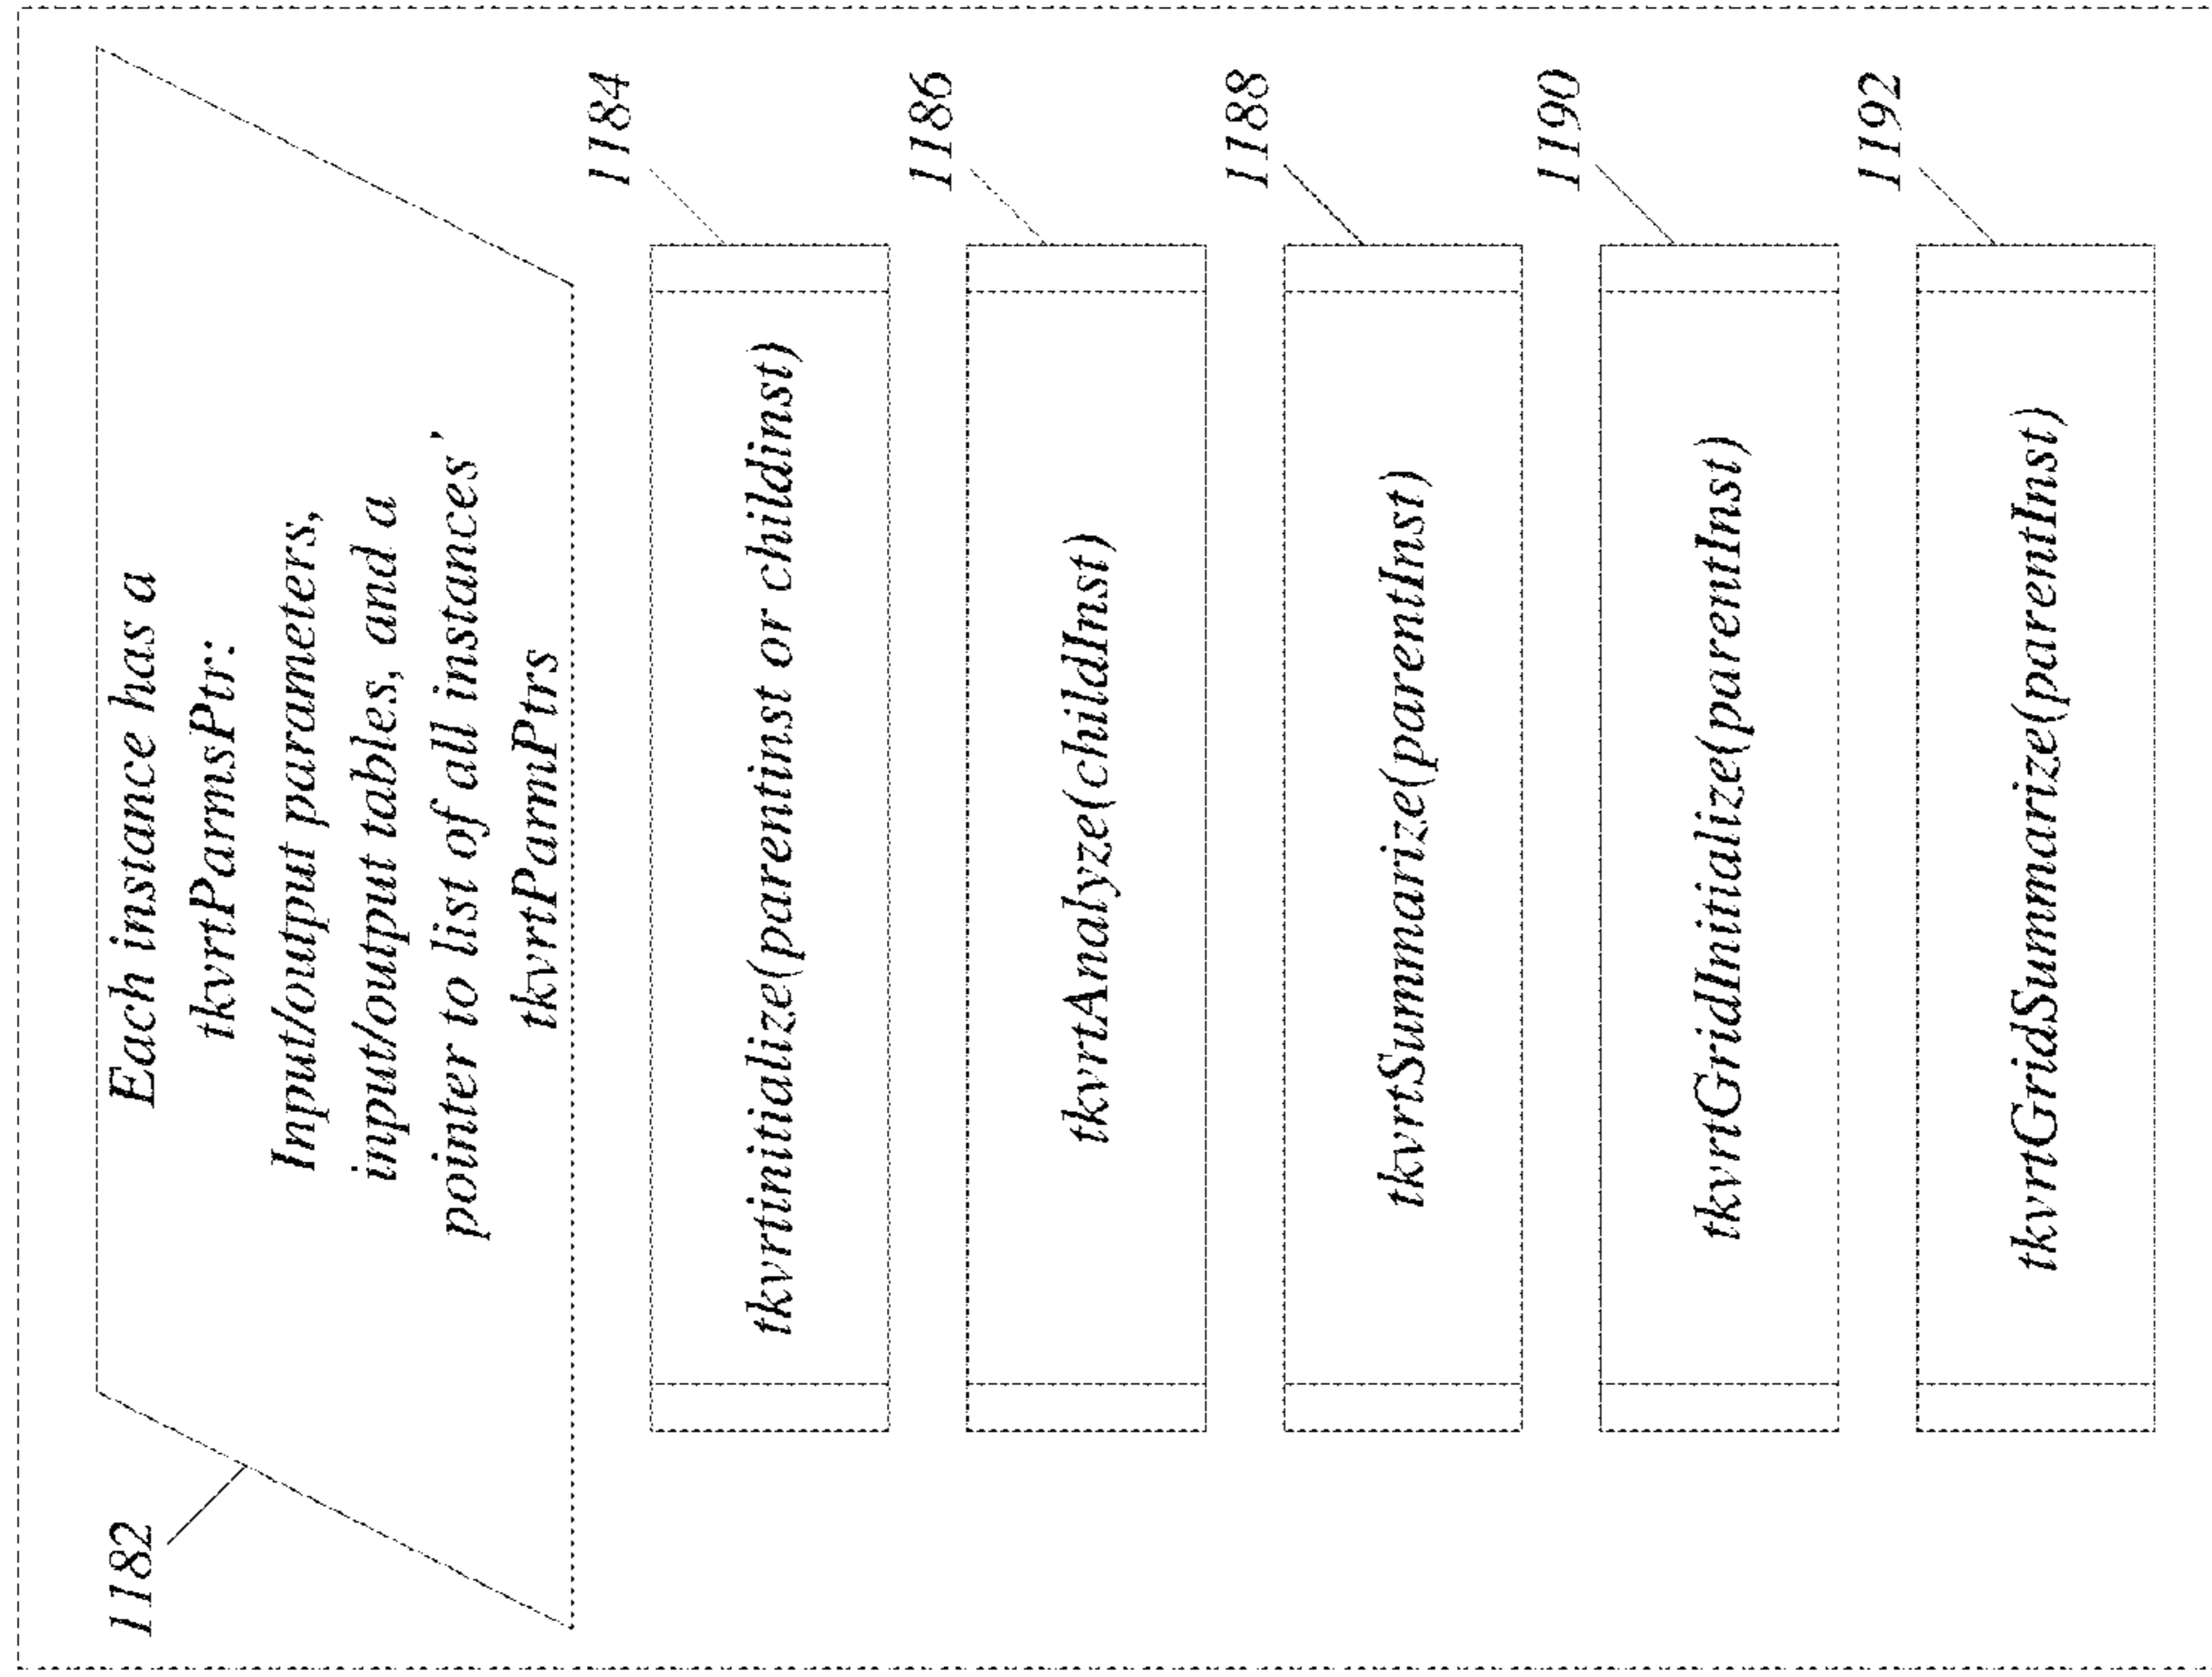 1182
Each instance has a
tkvrtParmsPtr:
Input/output parameters,
input/output tables, and a
pointer to list of all instances'
tkvrtParmPtrs
1184
tkvrtinitialize(parentinst or childinst)
1186
tkvrtAnalyze(childInst)
1188
tkvrtSummarize(parentInst)
1190
tkvrtGridInitialize(parentInst)
1192
tkvrtGridSummarize(parentInst)